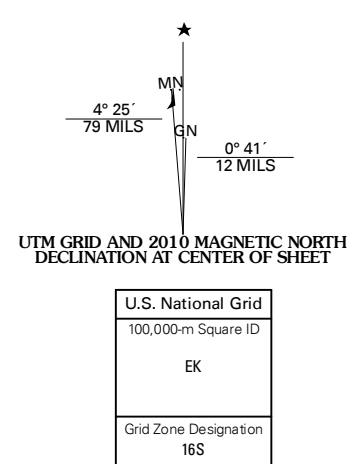 MN
4° 25´
79 MILS
GN
0° 41´
12 MILS
UTM GRID AND 2010 MAGNETIC NORTH
DECLINATION AT CENTER OF SHEET
U.S. National Grid
100,000-m Square ID
EK
Grid Zone Designation
16S